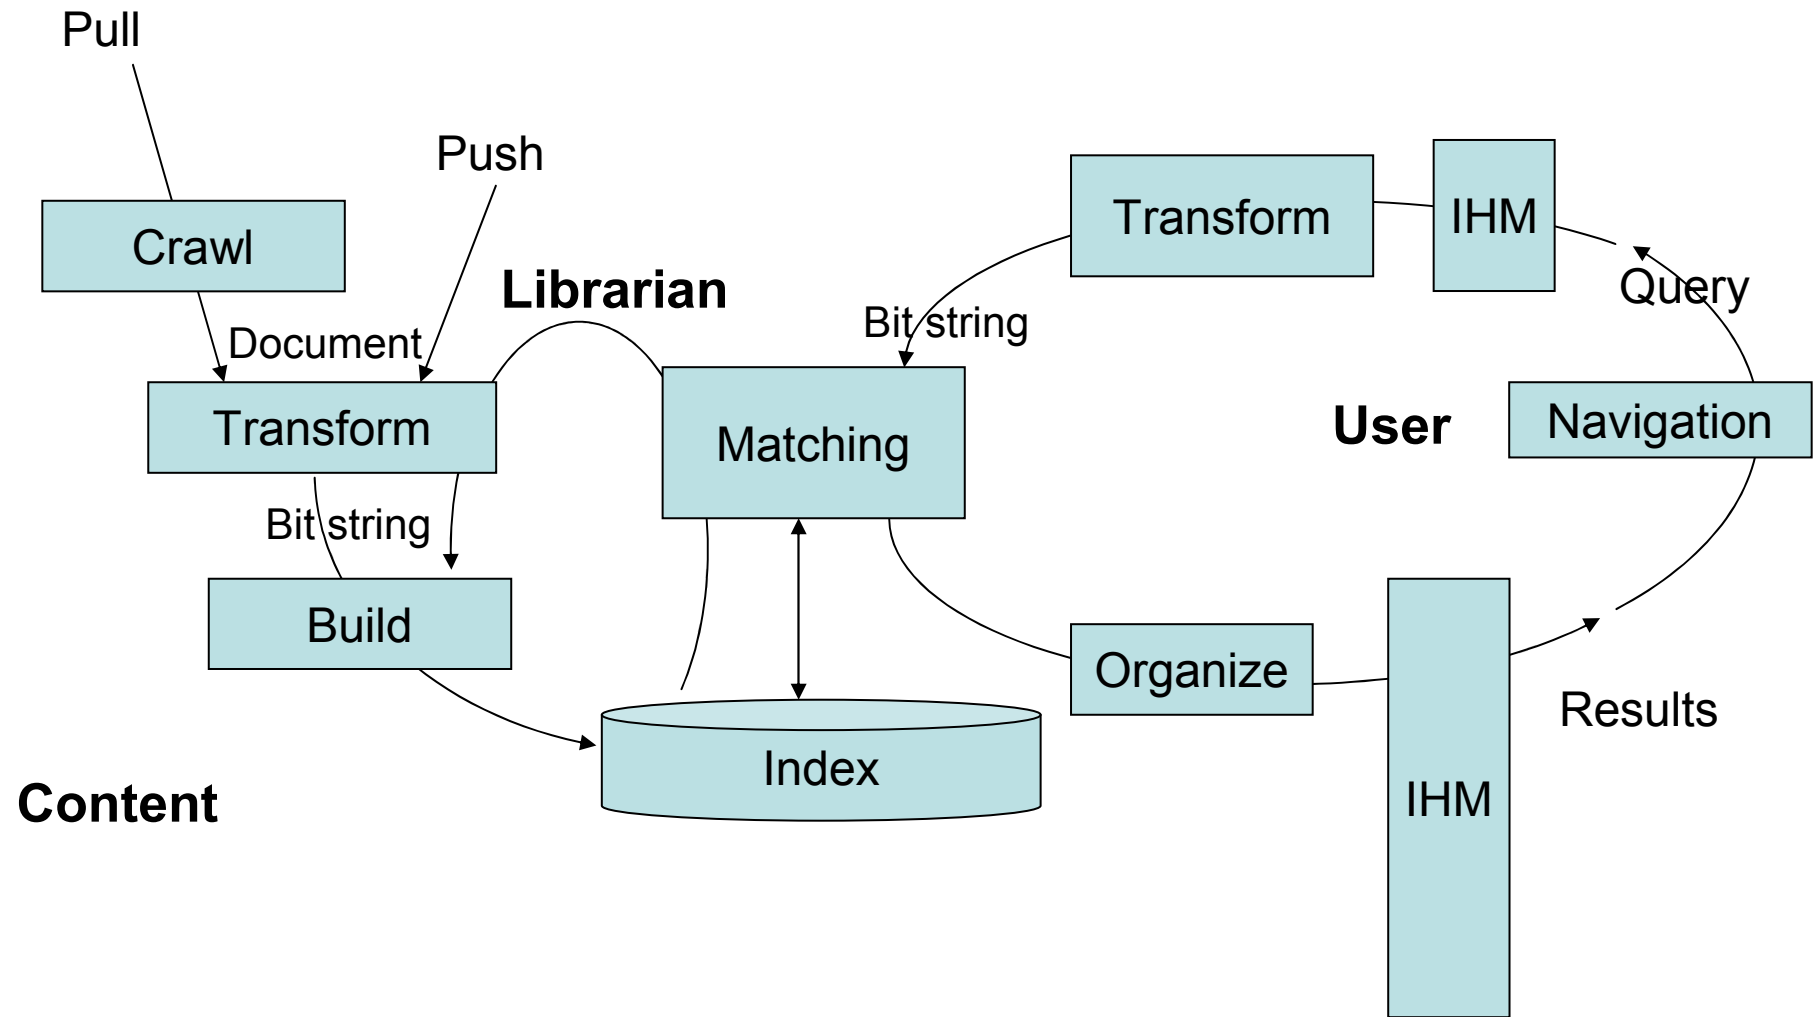 Pull
Push
Crawl
Transform
IHM
Librarian
Query
Bit string
Document
Transform
Matching
User
Navigation
Bit string
Build
Organize
Results
Index
Content
IHM